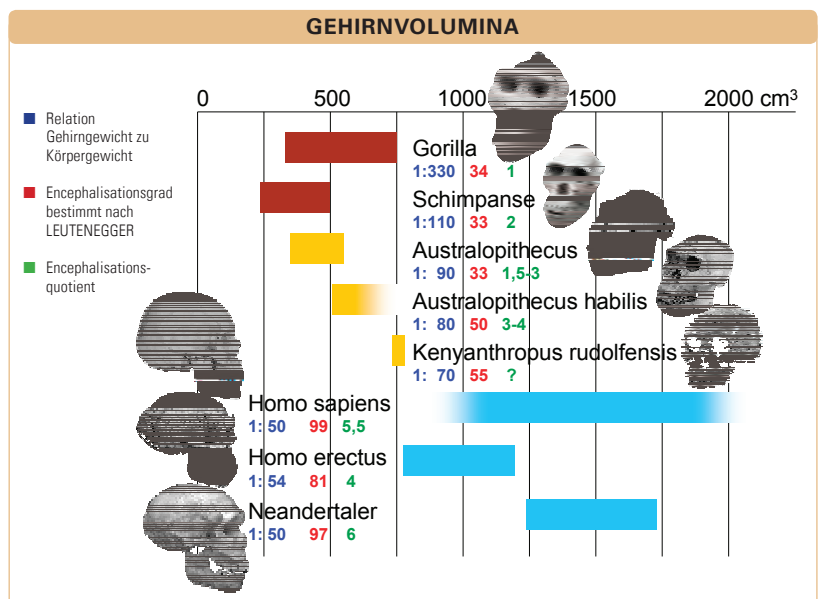 GEHIRNVOLUMINA
0 500 1000 1500 2000 cm³
Relation
Gehirngewicht zu
Körpergewicht
Encephalisationsgrad
bestimmt nach
LEUTENEGGER
Encephalisations-
quotient
Gorilla
1:330 34 1
Schimpanse
1:110 33 2
Australopithecus
1: 90 33 1,5-3
Australopithecus habilis
1: 80 50 3-4
Kenyanthropus rudolfensis
1: 70 55 ?
Homo sapiens
1: 50 99 5,5
Homo erectus
1: 54 81 4
Neandertaler
1: 50 97 6